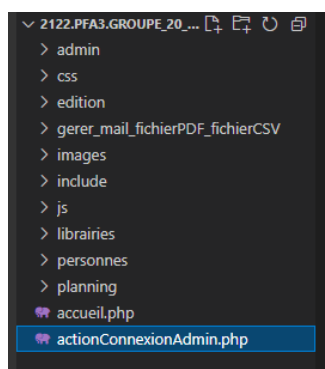 2122.PFA3.GROUPE_20_...
admin
css
edition
gerer_mail_fichierPDF_fichierCSV
images
include
js
librairies
personnes
planning
accueil.php
actionConnexionAdmin.php